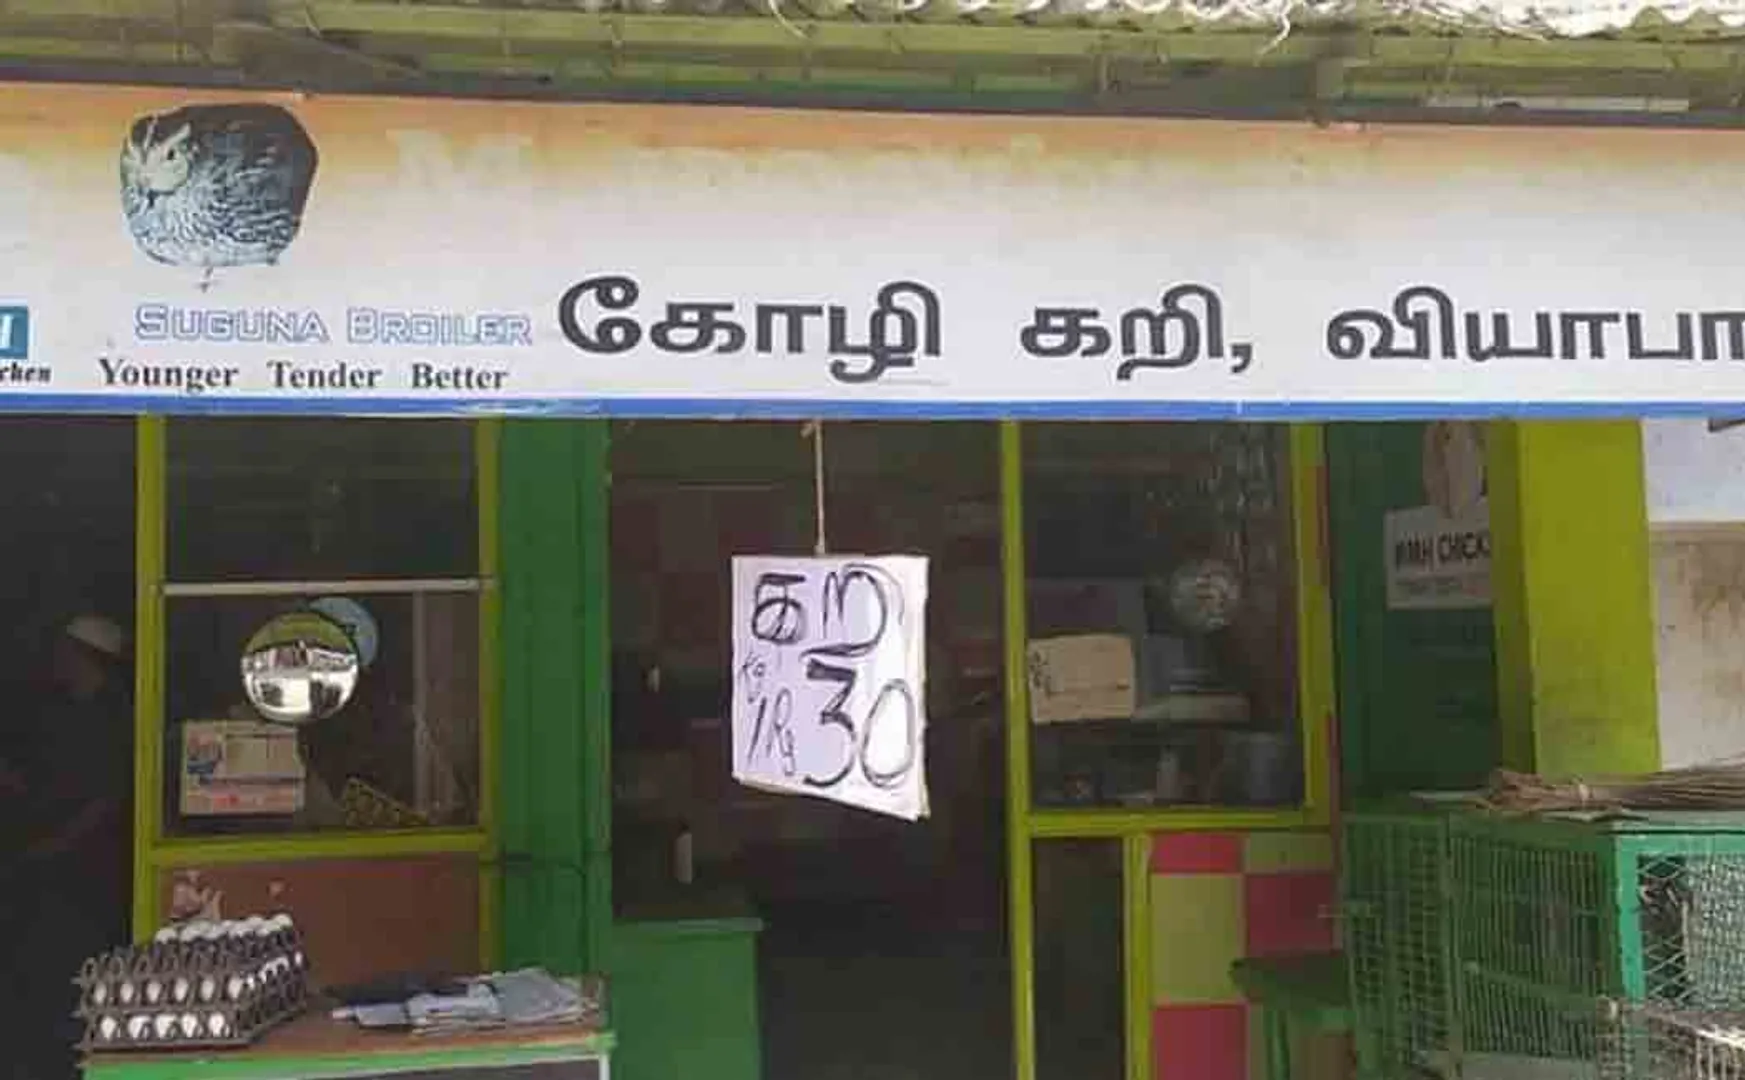 SUGUNA BROILER
Younger Tender Better
கோழி கறி, வியாபா
கறி
Kg
1Kg 30